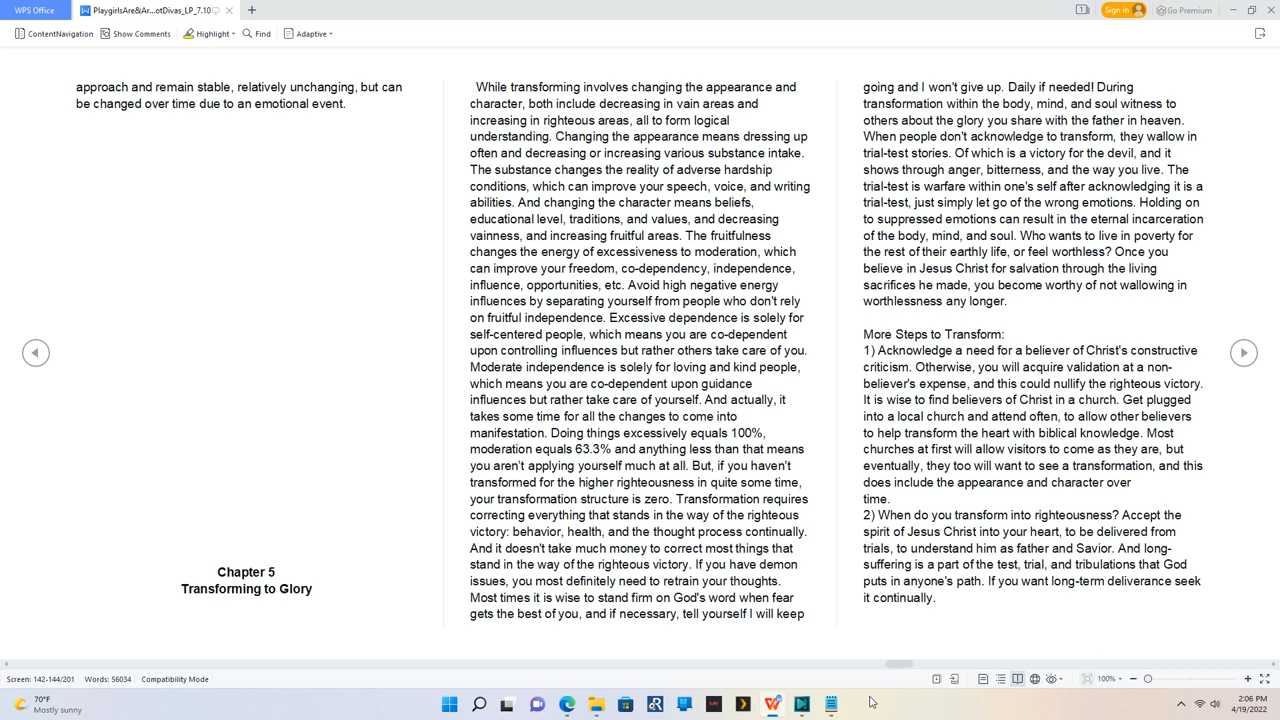 WPS Office
PlaygirlsAre&Ar...otDivas_LP_7.10
1
Sign in
Go Premium
ContentNavigation
Show Comments
Highlight
Find
Adaptive
approach and remain stable, relatively unchanging, but can
be changed over time due to an emotional event.
Chapter 5
Transforming to Glory
While transforming involves changing the appearance and
character, both include decreasing in vain areas and
increasing in righteous areas, all to form logical
understanding. Changing the appearance means dressing up
often and decreasing or increasing various substance intake.
The substance changes the reality of adverse hardship
conditions, which can improve your speech, voice, and writing
abilities. And changing the character means beliefs,
educational level, traditions, and values, and decreasing
vainness, and increasing fruitful areas. The fruitfulness
changes the energy of excessiveness to moderation, which
can improve your freedom, co-dependency, independence,
influence, opportunities, etc. Avoid high negative energy
influences by separating yourself from people who don't rely
on fruitful independence. Excessive dependence is solely for
self-centered people, which means you are co-dependent
upon controlling influences but rather others take care of you.
Moderate independence is solely for loving and kind people,
which means you are co-dependent upon guidance
influences but rather take care of yourself. And actually, it
takes some time for all the changes to come into
manifestation. Doing things excessively equals 100%,
moderation equals 63.3% and anything less than that means
you aren't applying yourself much at all. But, if you haven't
transformed for the higher righteousness in quite some time,
your transformation structure is zero. Transformation requires
correcting everything that stands in the way of the righteous
victory: behavior, health, and the thought process continually.
And it doesn't take much money to correct most things that
stand in the way of the righteous victory. If you have demon
issues, you most definitely need to retrain your thoughts.
Most times it is wise to stand firm on God's word when fear
gets the best of you, and if necessary, tell yourself I will keep
going and I won't give up. Daily if needed! During
transformation within the body, mind, and soul witness to
others about the glory you share with the father in heaven.
When people don't acknowledge to transform, they wallow in
trial-test stories. Of which is a victory for the devil, and it
shows through anger, bitterness, and the way you live. The
trial-test is warfare within one's self after acknowledging it is a
trial-test, just simply let go of the wrong emotions. Holding on
to suppressed emotions can result in the eternal incarceration
of the body, mind, and soul. Who wants to live in poverty for
the rest of their earthly life, or feel worthless? Once you
believe in Jesus Christ for salvation through the living
sacrifices he made, you become worthy of not wallowing in
worthlessness any longer.
More Steps to Transform:
1) Acknowledge a need for a believer of Christ's constructive
criticism. Otherwise, you will acquire validation at a non-
believer's expense, and this could nullify the righteous victory.
It is wise to find believers of Christ in a church. Get plugged
into a local church and attend often, to allow other believers
to help transform the heart with biblical knowledge. Most
churches at first will allow visitors to come as they are, but
eventually, they too will want to see a transformation, and this
does include the appearance and character over
time.
2) When do you transform into righteousness? Accept the
spirit of Jesus Christ into your heart, to be delivered from
trials, to understand him as father and Savior. And long-
suffering is a part of the test, trial, and tribulations that God
puts in anyone's path. If you want long-term deliverance seek
it continually.
Screen: 142-144/201
Words: 56034
Compatibility Mode
100%
70°F
Mostly sunny
2:06 PM
4/19/2022